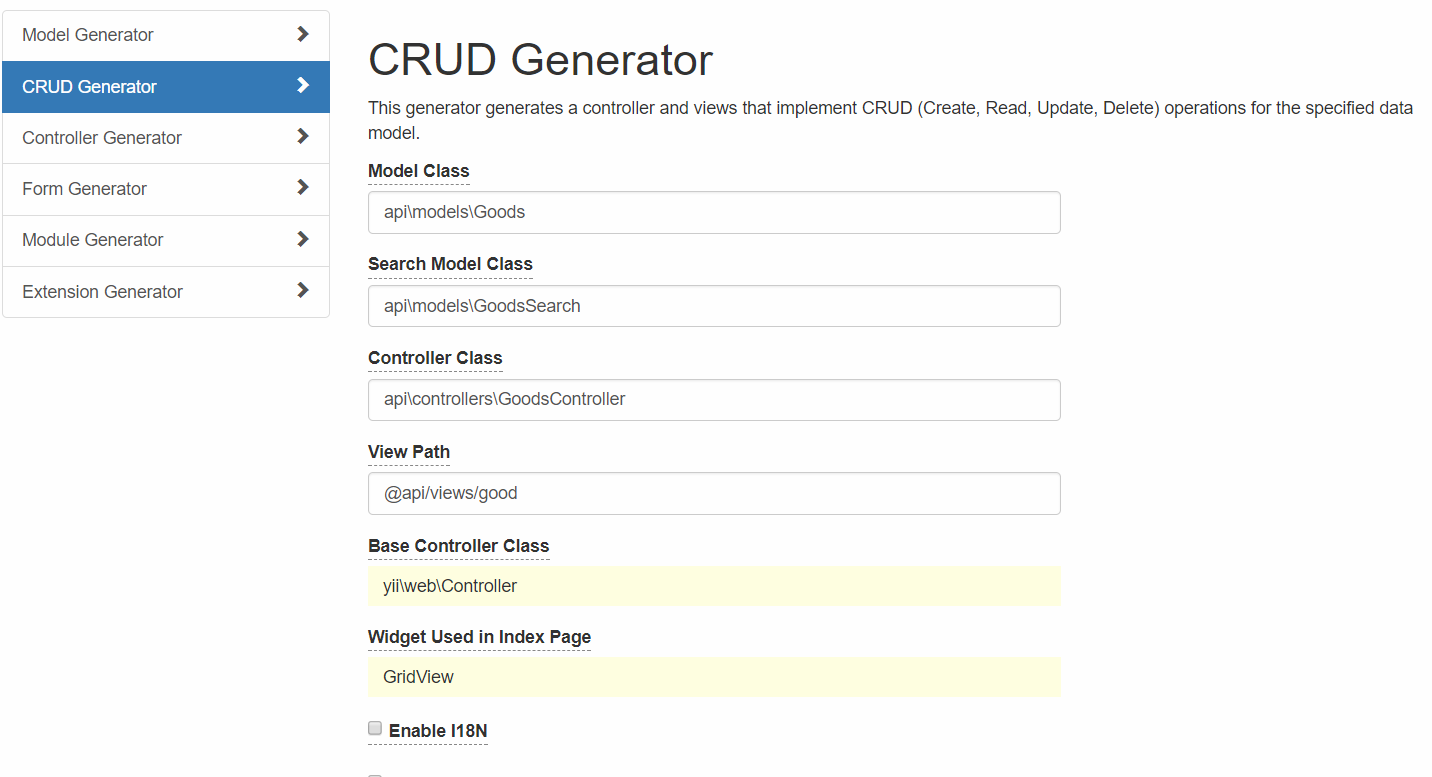 Model Generator
CRUD Generator
Controller Generator
Form Generator
Module Generator
Extension Generator
CRUD Generator
This generator generates a controller and views that implement CRUD (Create, Read, Update, Delete) operations for the specified data
model.
Model Class
api\models\Goods
Search Model Class
api\models\GoodsSearch
Controller Class
api\controllers\GoodsController
View Path
@api/views/good
Base Controller Class
yii\web\Controller
Widget Used in Index Page
GridView
Enable I18N